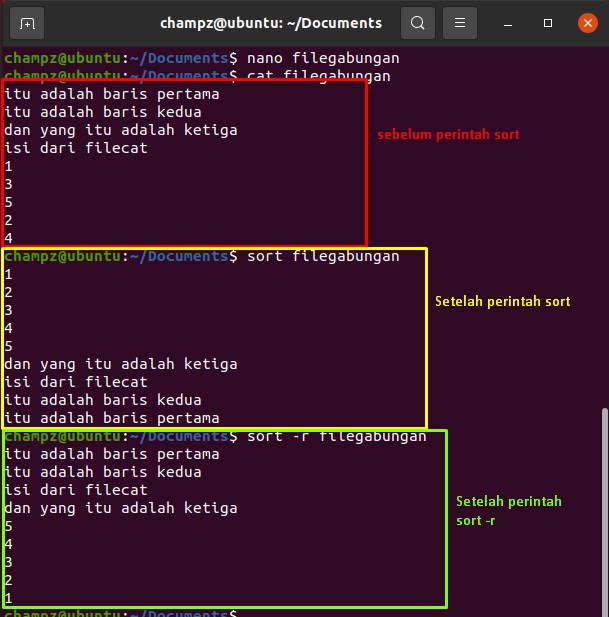 champz@ubuntu: ~/Documents
champz@ubuntu:~/Documents$ nano filegabungan
champz@ubuntu:~/Documents$ cat filegabungan
itu adalah baris pertama
itu adalah baris kedua
dan yang itu adalah ketiga
isi dari filecat
1
3
5
2
4
sebelum perintah sort
champz@ubuntu:~/Documents$ sort filegabungan
1
2
3
4
5
dan yang itu adalah ketiga
isi dari filecat
itu adalah baris kedua
itu adalah baris pertama
Setelah perintah sort
champz@ubuntu:~/Documents$ sort -r filegabungan
itu adalah baris pertama
itu adalah baris kedua
isi dari filecat
dan yang itu adalah ketiga
5
4
3
2
1
Setelah perintah
sort -r
champz@ubuntu:~/Documents$